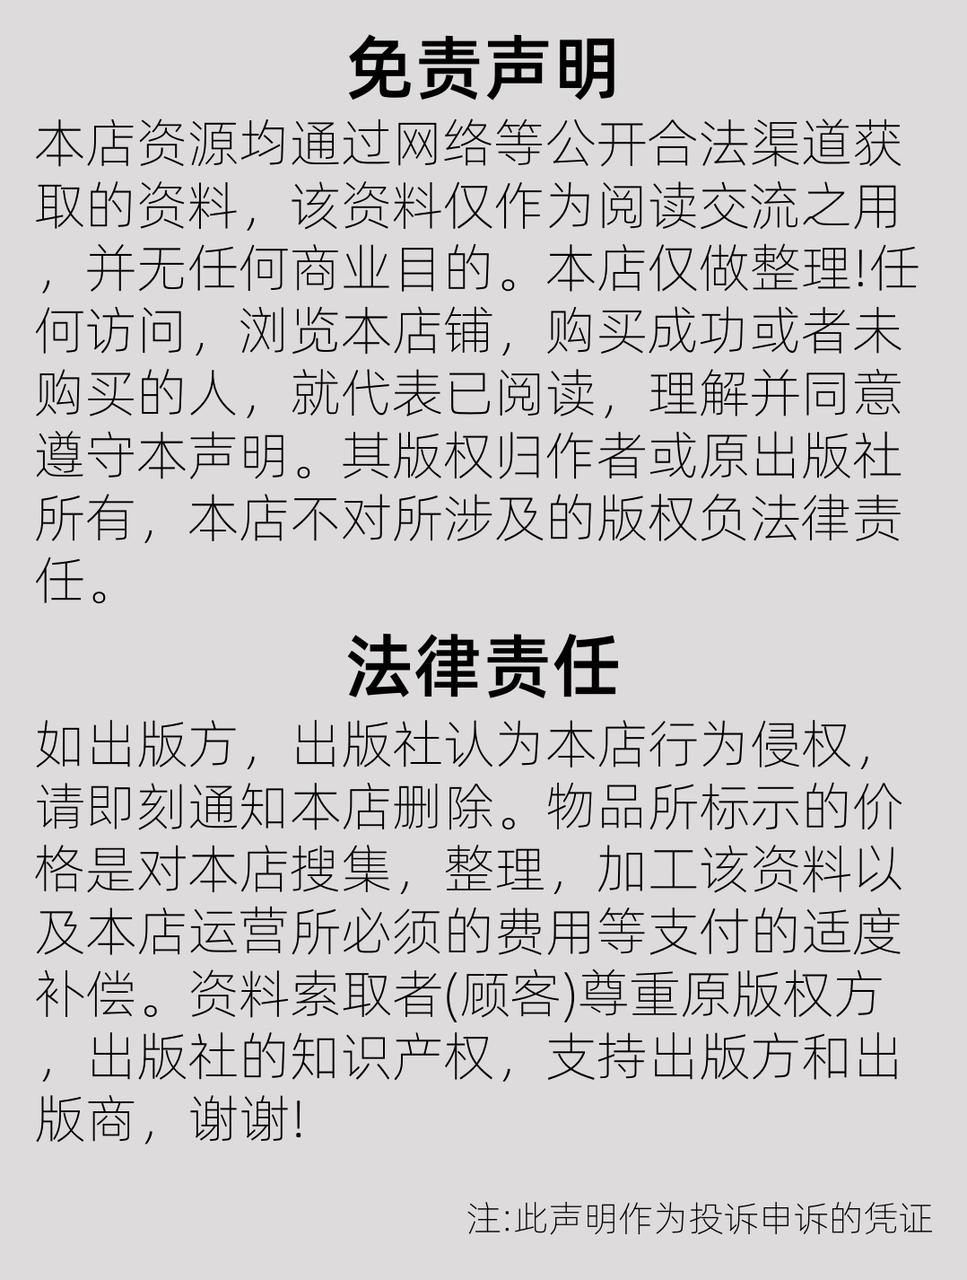 免责声明
本店资源均通过网络等公开合法渠道获
取的资料，该资料仅作为阅读交流之用
，并无任何商业目的。本店仅做整理!任
何访问，浏览本店铺，购买成功或者未
购买的人，就代表已阅读，理解并同意
遵守本声明。其版权归作者或原出版社
所有，本店不对所涉及的版权负法律责
任。
法律责任
如出版方，出版社认为本店行为侵权，
请即刻通知本店删除。物品所标示的价
格是对本店搜集，整理，加工该资料以
及本店运营所必须的费用等支付的适度
补偿。资料索取者(顾客)尊重原版权方
，出版社的知识产权，支持出版方和出
版商，谢谢!
注:此声明作为投诉申诉的凭证